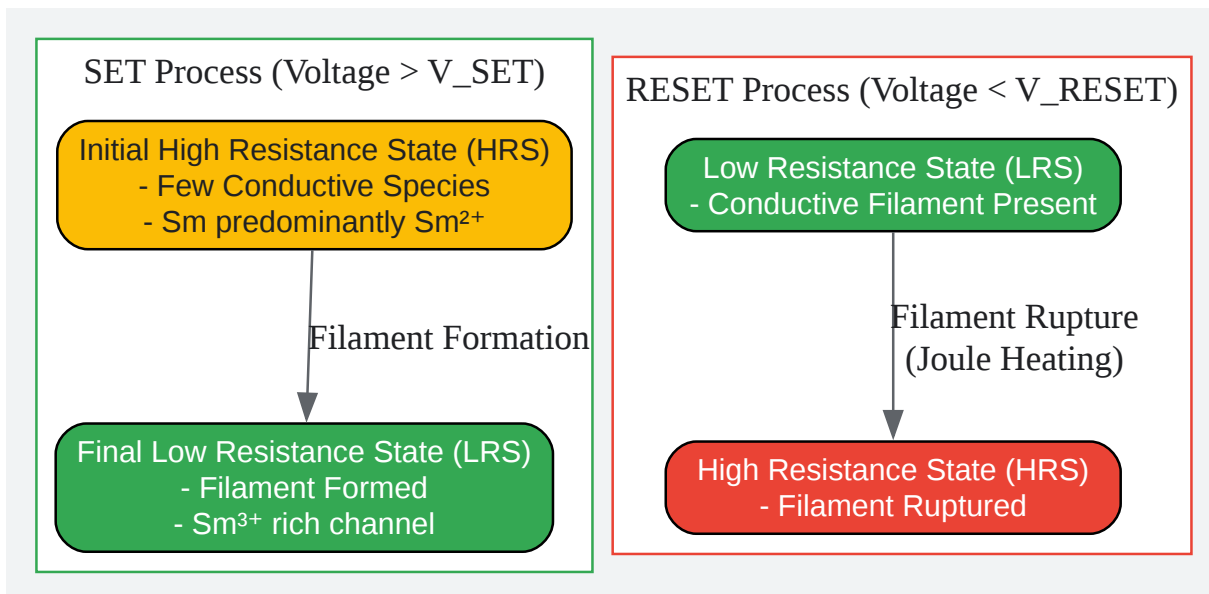 SET Process (Voltage > V_SET)
Initial High Resistance State (HRS)
- Few Conductive Species
- Sm predominantly Sm²⁺
Filament Formation
Final Low Resistance State (LRS)
- Filament Formed
- Sm³⁺ rich channel
RESET Process (Voltage < V_RESET)
Low Resistance State (LRS)
- Conductive Filament Present
Filament Rupture
(Joule Heating)
High Resistance State (HRS)
- Filament Ruptured